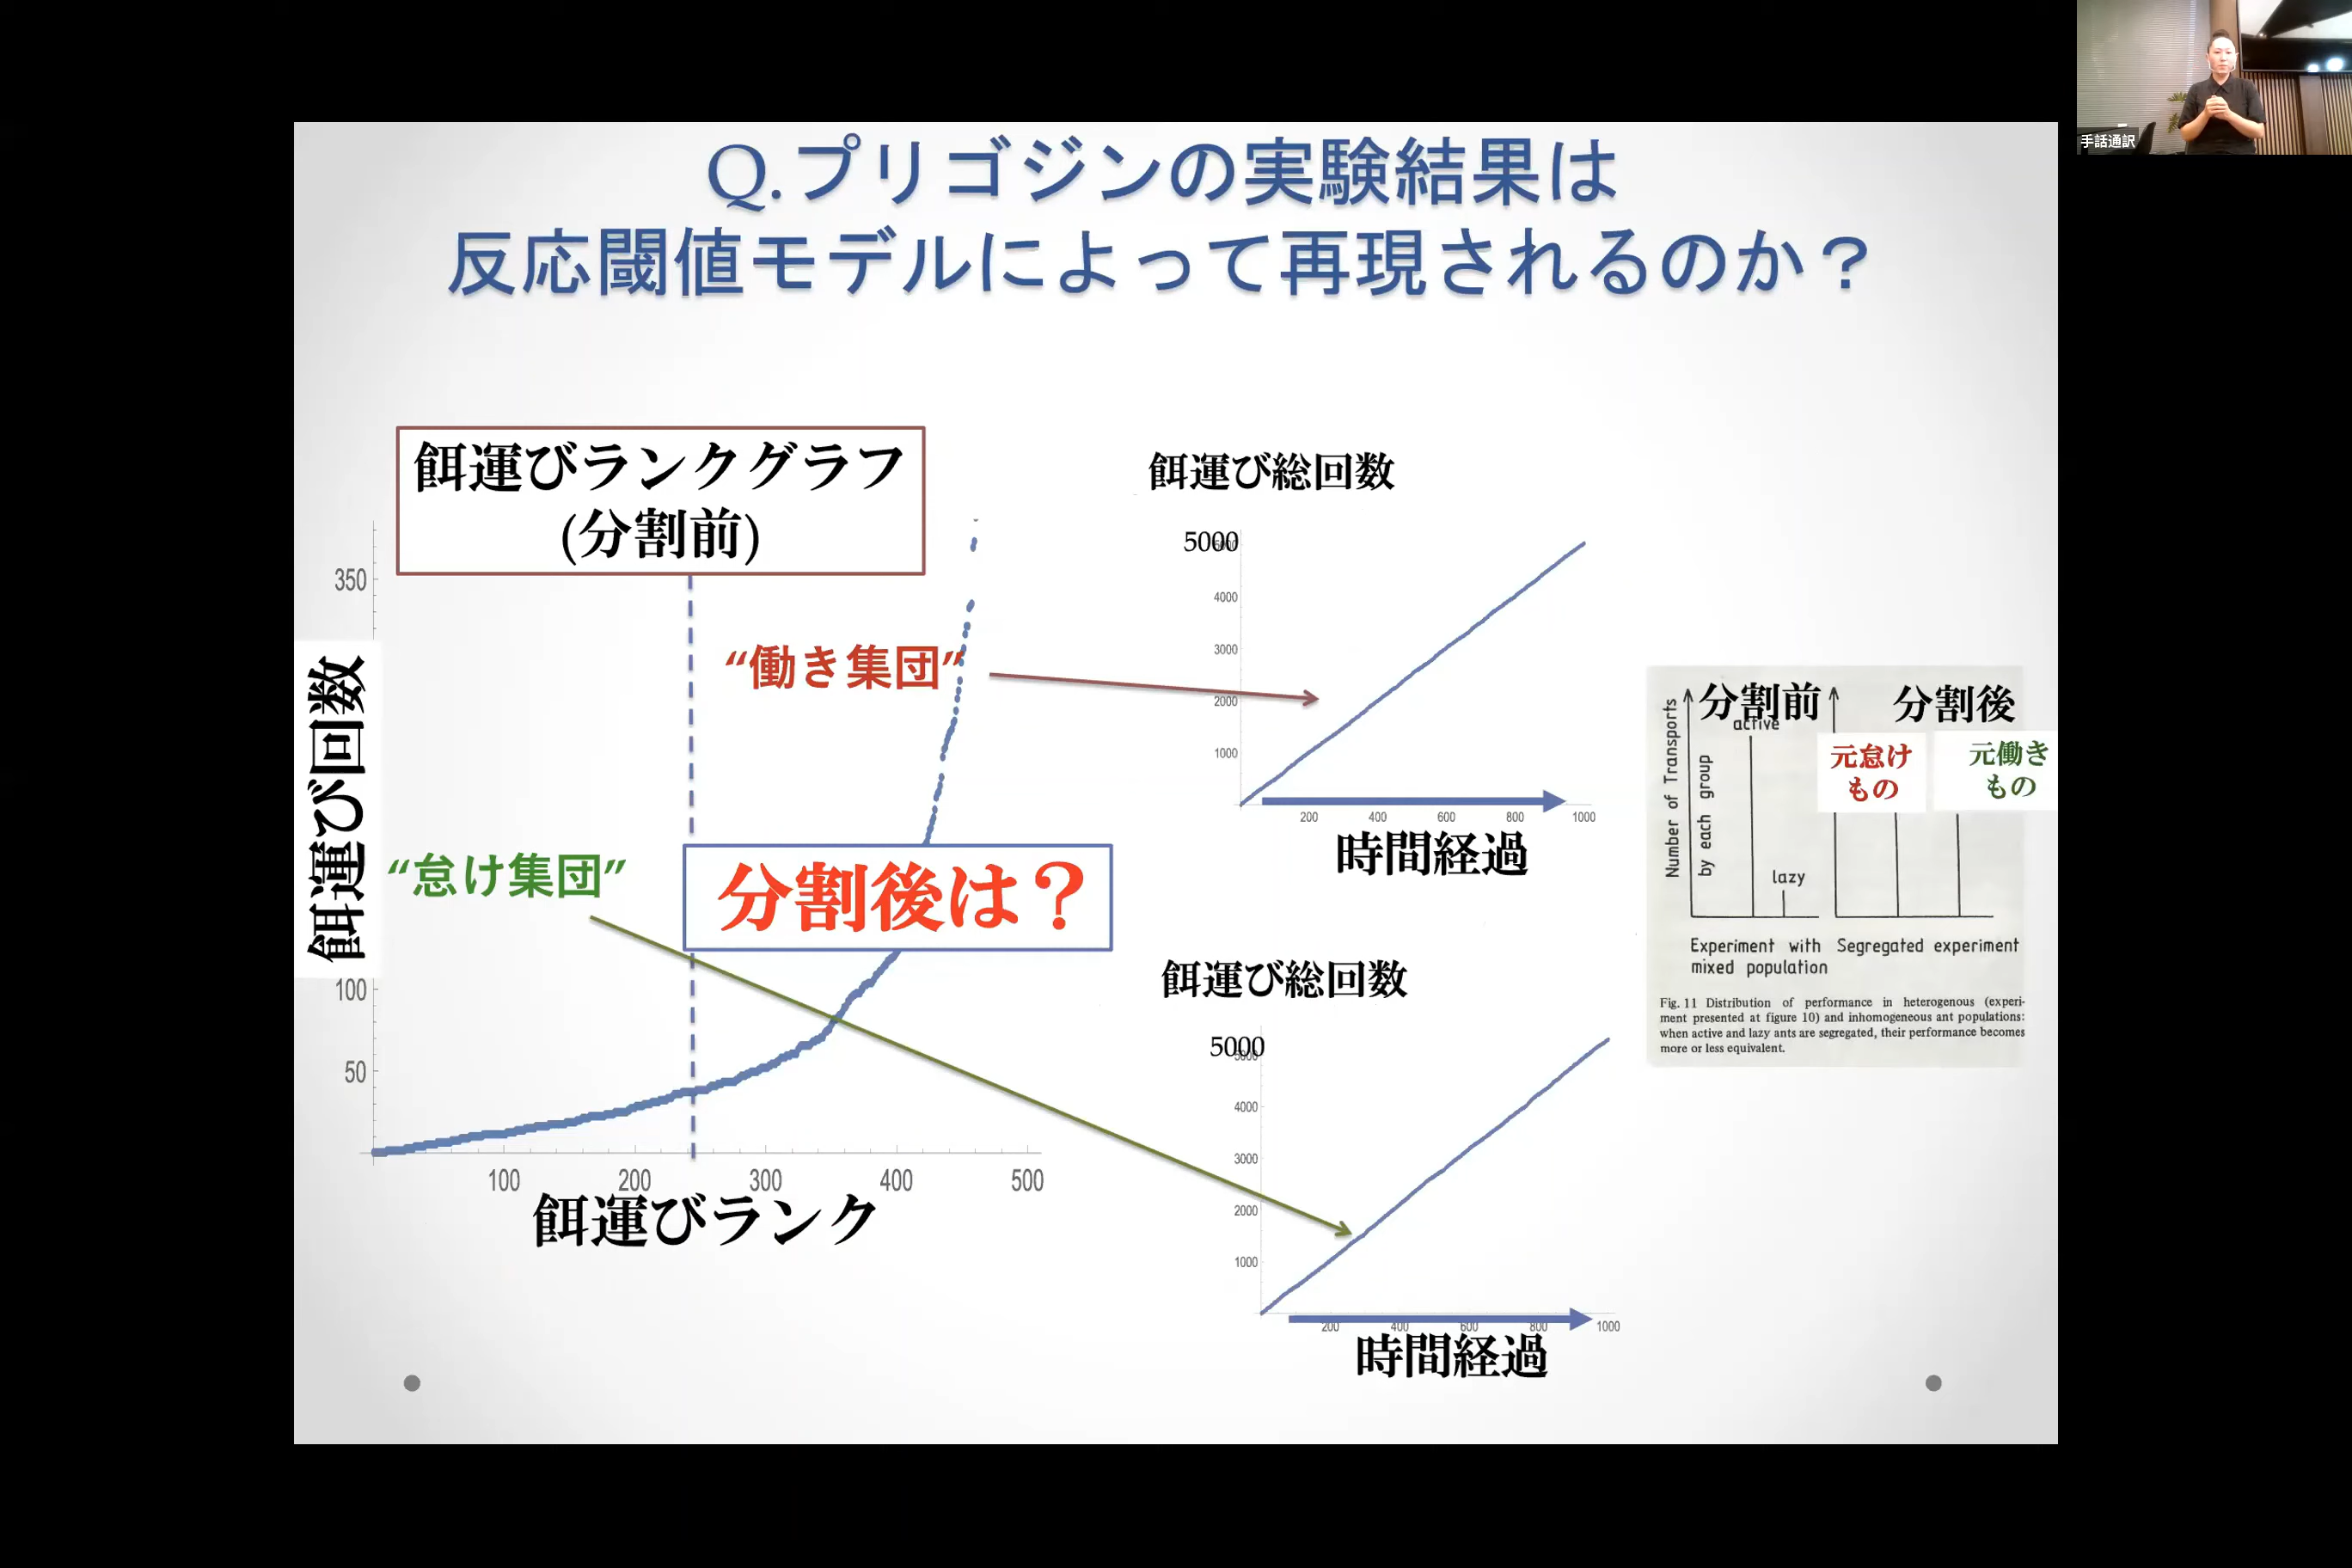 手話通訳
Q.プリゴジンの実験結果は
反応閾値モデルによって再現されるのか？
餌運びランクグラフ
(分割前)
350
100
50
餌運び回数
“働き集団”
“怠け集団”
分割後は？
100 200 300 400 500
餌運びランク
餌運び総回数
5000
4000
3000
2000
1000
200 400 600 800 1000
時間経過
餌運び総回数
5000
4000
3000
2000
1000
200 400 600 800 1000
時間経過
分割前
分割後
Number of Transports
by each group
active
lazy
元怠け
もの
元働き
もの
Experiment with
mixed population
Segregated experiment
Fig. 11 Distribution of performance in heterogenous (experi-
ment presented at figure 10) and inhomogeneous ant populations:
when active and lazy ants are segregated, their performance becomes
more or less equivalent.